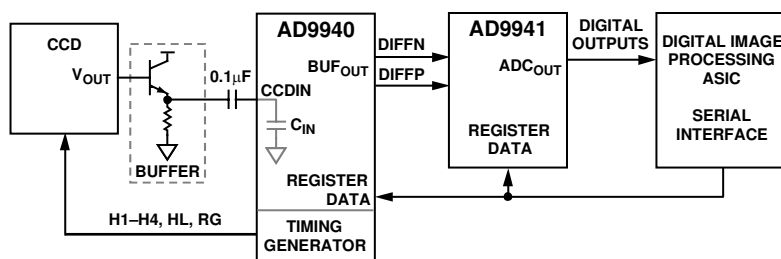 CCD
V_OUT
BUFFER
0.1μF
CCDIN
C_IN
AD9940
BUF_OUT
REGISTER
DATA
TIMING
GENERATOR
H1–H4, HL, RG
DIFFN
DIFFP
AD9941
ADC_OUT
REGISTER
DATA
DIGITAL
OUTPUTS
DIGITAL IMAGE
PROCESSING
ASIC
SERIAL
INTERFACE